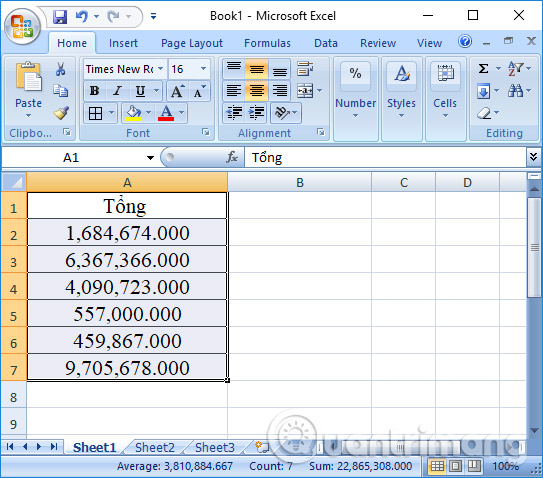 Book1 - Microsoft Excel
Home Insert Page Layout Formulas Data Review View
Times New Ro 16
Paste
B I U A
% Σ A Z
Number Styles Cells
Clipbo... Font Alignment Editing
A1 fx Tổng
A B C D
1 Tổng
2 1,684,674.000
3 6,367,366.000
4 4,090,723.000
5 557,000.000
6 459,867.000
7 9,705,678.000
8
9
Sheet1 Sheet2 Sheet3
Quantrimang
Average: 3,810,884.667 Count: 7 Sum: 22,865,308.000 100%